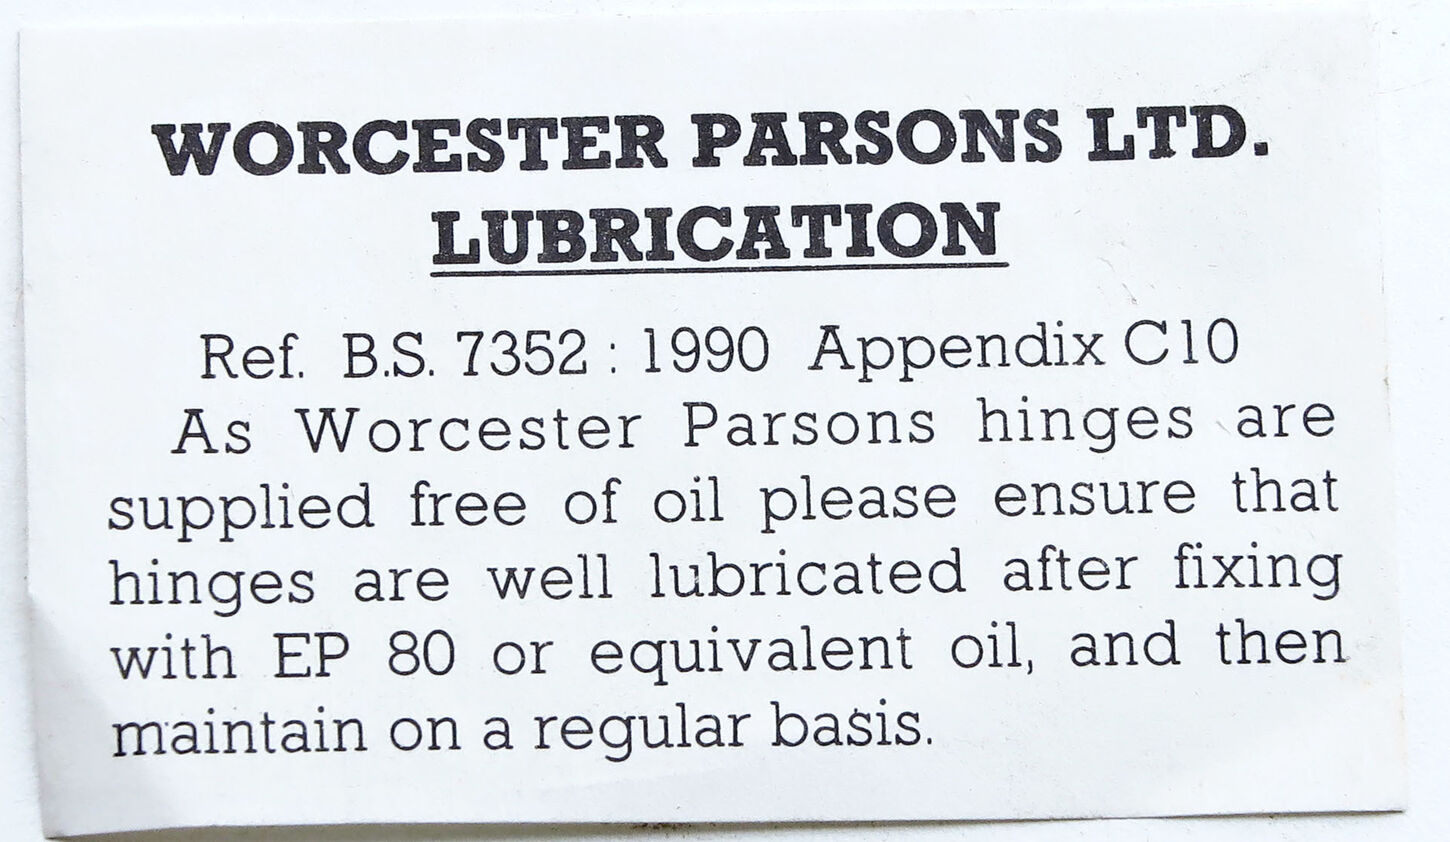 WORCESTER PARSONS LTD.
LUBRICATION
Ref. B.S. 7352 : 1990 Appendix C10
As Worcester Parsons hinges are
supplied free of oil please ensure that
hinges are well lubricated after fixing
with EP 80 or equivalent oil, and then
maintain on a regular basis.